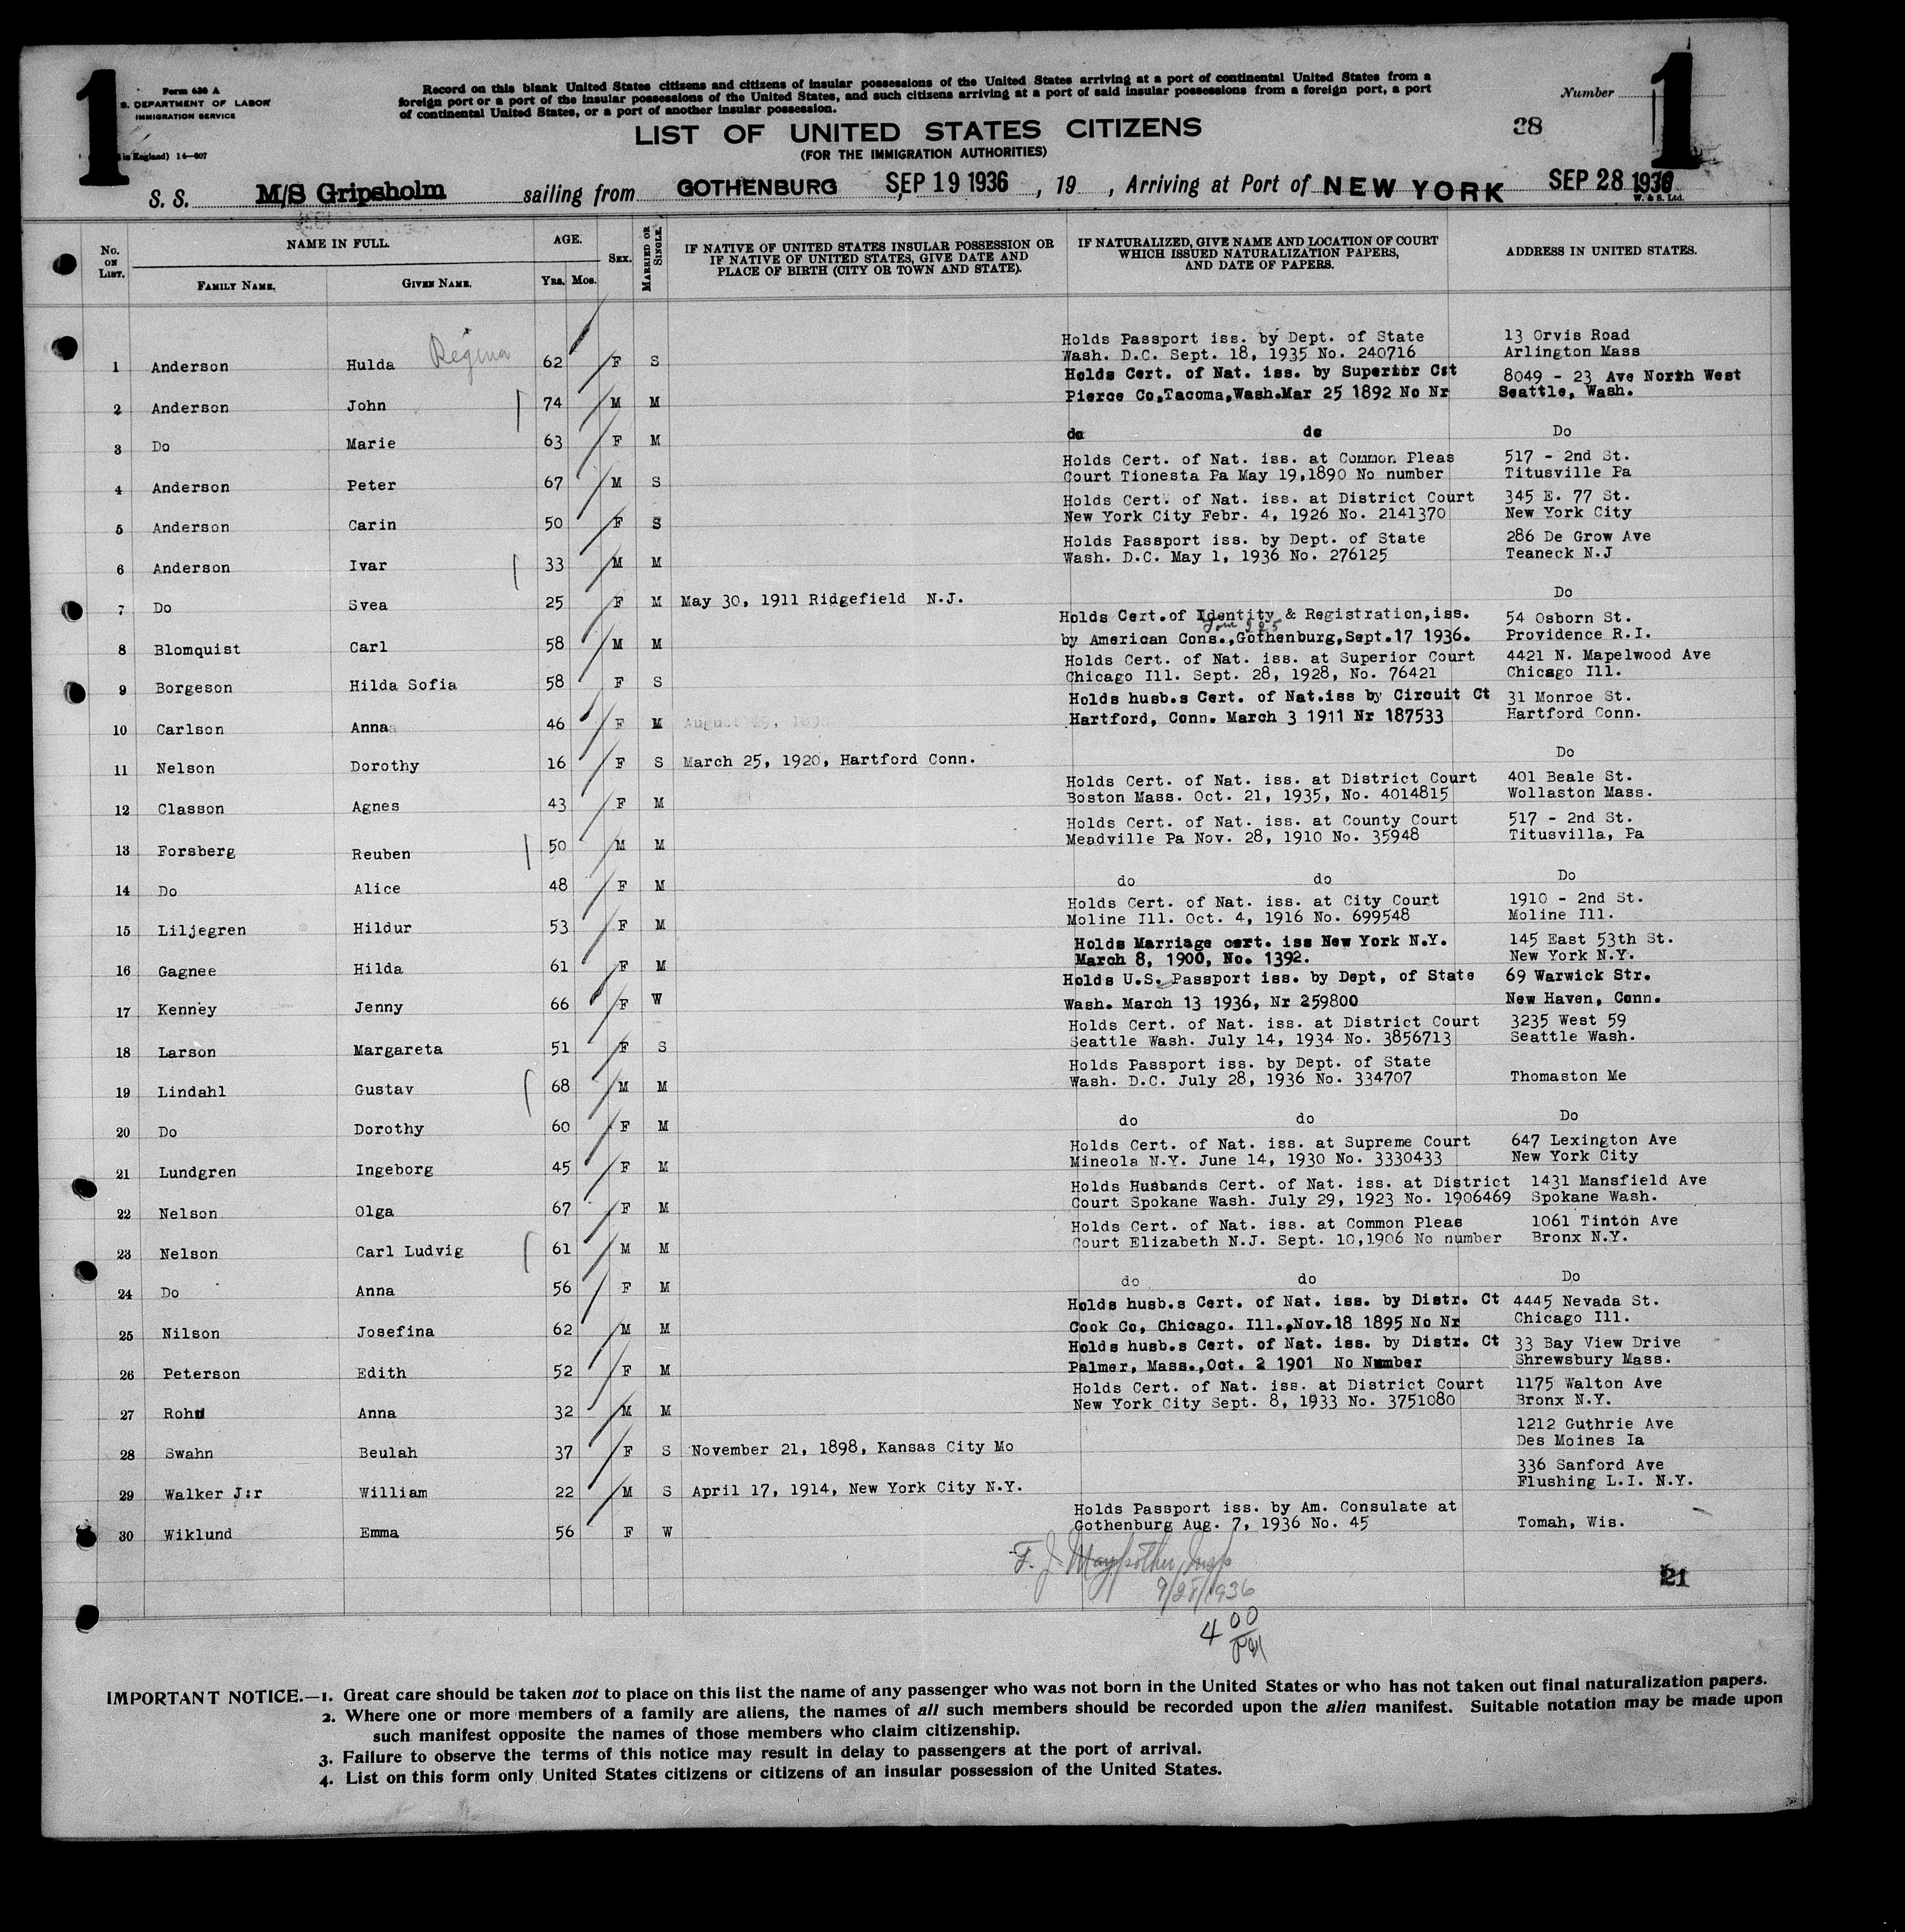 1
1
Form 630 A
S. DEPARTMENT OF LABOR
IMMIGRATION SERVICE
in England) 14—607
Record on this blank United States citizens and citizens of insular possessions of the United States arriving at a port of continental United States from a
foreign port or a port of the insular possessions of the United States, and such citizens arriving at a port of said insular possessions from a foreign port, a port
of continental United States, or a port of another insular possession.
Number
LIST OF UNITED STATES CITIZENS
38
(FOR THE IMMIGRATION AUTHORITIES)
S. S. M/S Gripsholm sailing from GOTHENBURG SEP 19 1936, 19 , Arriving at Port of NEW YORK SEP 28 1936
W. & S. Ltd.
No. ON LIST. NAME IN FULL. AGE. SEX. MARRIED OR SINGLE. IF NATIVE OF UNITED STATES INSULAR POSSESSION OR IF NATIVE OF UNITED STATES, GIVE DATE AND PLACE OF BIRTH (CITY OR TOWN AND STATE). IF NATURALIZED, GIVE NAME AND LOCATION OF COURT WHICH ISSUED NATURALIZATION PAPERS, AND DATE OF PAPERS. ADDRESS IN UNITED STATES.
FAMILY NAME. GIVEN NAME. YRS. MOS.
Holds Passport iss. by Dept. of State 13 Orvis Road
1 Anderson Hulda Regina 62 F S Wash. D.C. Sept. 18, 1935 No. 240716 Arlington Mass
Holds Cert. of Nat. iss. by Superior Cst 8049 - 23 Ave North West
2 Anderson John 74 M M Pierce Co,Tacoma,Wash.Mar 25 1892 No Nr Seattle, Wash.
3 Do Marie 63 F M do do Do
Holds Cert. of Nat. iss. at Common Pleas 517 - 2nd St.
4 Anderson Peter 67 M S Court Tionesta Pa May 19,1890 No number Titusville Pa
Holds Cert. of Nat. iss. at District Court 345 E. 77 St.
5 Anderson Carin 50 F S New York City Febr. 4, 1926 No. 2141370 New York City
Holds Passport iss. by Dept. of State 286 De Grow Ave
6 Anderson Ivar 33 M M Wash. D.C. May 1, 1936 No. 276125 Teaneck N.J
7 Do Svea 25 F M May 30, 1911 Ridgefield N.J. Do
Holds Cert.of Identity & Registration,iss. 54 Osborn St.
8 Blomquist Carl 58 M M by American Cons.,Gothenburg,Sept.17 1936. Providence R.I.
Holds Cert. of Nat. iss. at Superior Court 4421 N. Mapelwood Ave
9 Borgeson Hilda Sofia 58 F S Chicago Ill. Sept. 28, 1928, No. 76421 Chicago Ill.
Holds husb.s Cert. of Nat.iss by Circuit Ct 31 Monroe St.
10 Carlson Anna 46 F M Hartford, Conn. March 3 1911 Nr 187533 Hartford Conn.
11 Nelson Dorothy 16 F S March 25, 1920, Hartford Conn. Do
Holds Cert. of Nat. iss. at District Court 401 Beale St.
12 Classon Agnes 43 F M Boston Mass. Oct. 21, 1935, No. 4014815 Wollaston Mass.
Holds Cert. of Nat. iss. at County Court 517 - 2nd St.
13 Forsberg Reuben 50 M M Meadville Pa Nov. 28, 1910 No. 35948 Titusvilla, Pa
14 Do Alice 48 F M do do Do
Holds Cert. of Nat. iss. at City Court 1910 - 2nd St.
15 Liljegren Hildur 53 F M Moline Ill. Oct. 4, 1916 No. 699548 Moline Ill.
Holds Marriage cert. iss New York N.Y. 145 East 53th St.
16 Gagnee Hilda 61 F M March 8, 1900, No. 1392. New York N.Y.
Holds U.S. Passport iss. by Dept, of State 69 Warwick Str.
17 Kenney Jenny 66 F W Wash. March 13 1936, Nr 259800 New Haven, Conn.
Holds Cert. of Nat. iss. at District Court 3235 West 59
18 Larson Margareta 51 F S Seattle Wash. July 14, 1934 No. 3856713 Seattle Wash.
Holds Passport iss. by Dept. of State
19 Lindahl Gustav 68 M M Wash. D.C. July 28, 1936 No. 334707 Thomaston Me
20 Do Dorothy 60 F M do do Do
Holds Cert. of Nat. iss. at Supreme Court 647 Lexington Ave
21 Lundgren Ingeborg 45 F M Mineola N.Y. June 14, 1930 No. 3330433 New York City
Holds Husbands Cert. of Nat. iss. at District 1431 Mansfield Ave
22 Nelson Olga 67 F M Court Spokane Wash. July 29, 1923 No. 1906469 Spokane Wash.
Holds Cert. of Nat. iss. at Common Pleas 1061 Tinton Ave
23 Nelson Carl Ludvig 61 M M Court Elizabeth N.J. Sept. 10,1906 No number Bronx N.Y.
24 Do Anna 56 F M do do Do
Holds husb.s Cert. of Nat. iss. by Distr. Ct 4445 Nevada St.
25 Nilson Josefina 62 M M Cook Co, Chicago. Ill.,Nov.18 1895 No Nr Chicago Ill.
Holds husb.s Cert. of Nat. iss. by Distr. Ct 33 Bay View Drive
26 Peterson Edith 52 F M Palmer, Mass.,Oct. 2 1901 No Number Shrewsbury Mass.
Holds Cert. of Nat. iss. at District Court 1175 Walton Ave
27 Anna 32 M M New York City Sept. 8, 1933 No. 3751080 Bronx N.Y.
1212 Guthrie Ave
28 Swahn Beulah 37 F S November 21, 1898, Kansas City Mo Des Moines Ia
336 Sanford Ave
29 Walker J:r William 22 M S April 17, 1914, New York City N.Y. Flushing L.I. N.Y.
Holds Passport iss. by Am. Consulate at
30 Wiklund Emma 56 F W Gothenburg Aug. 7, 1936 No. 45 Tomah, Wis.
F. J.
9/28/1936
21
4 00
IMPORTANT NOTICE.—1. Great care should be taken not to place on this list the name of any passenger who was not born in the United States or who has not taken out final naturalization papers.
2. Where one or more members of a family are aliens, the names of all such members should be recorded upon the alien manifest. Suitable notation may be made upon
such manifest opposite the names of those members who claim citizenship.
3. Failure to observe the terms of this notice may result in delay to passengers at the port of arrival.
4. List on this form only United States citizens or citizens of an insular possession of the United States.